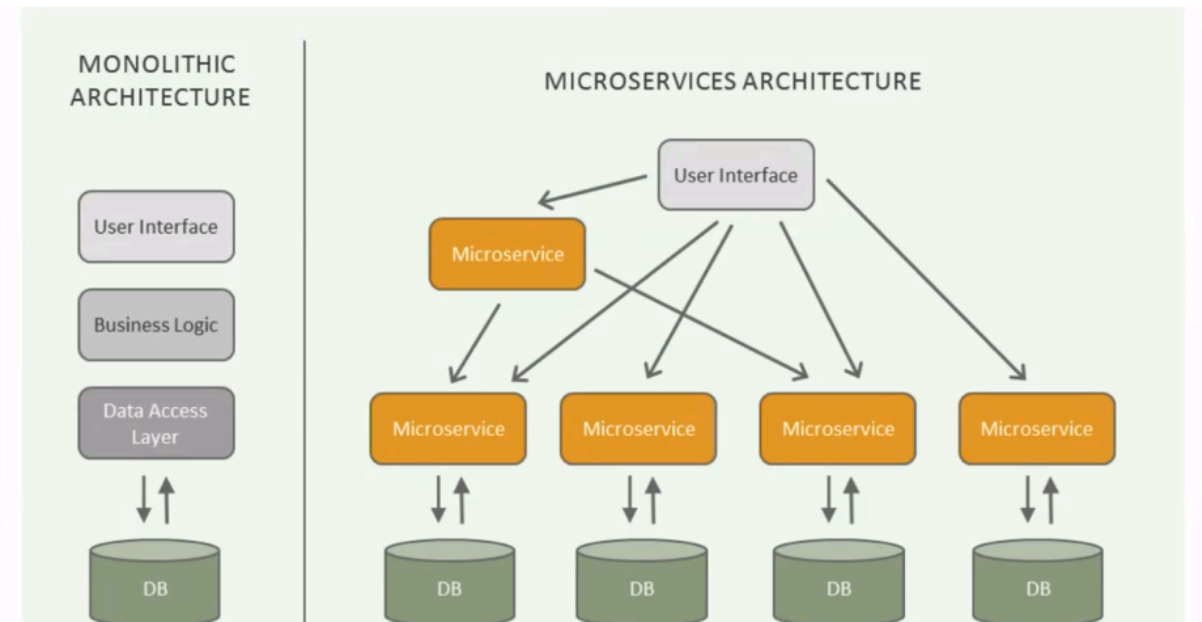 MONOLITHIC
ARCHITECTURE
User Interface
Business Logic
Data Access
Layer
DB
MICROSERVICES ARCHITECTURE
User Interface
Microservice
Microservice
Microservice
Microservice
Microservice
DB
DB
DB
DB